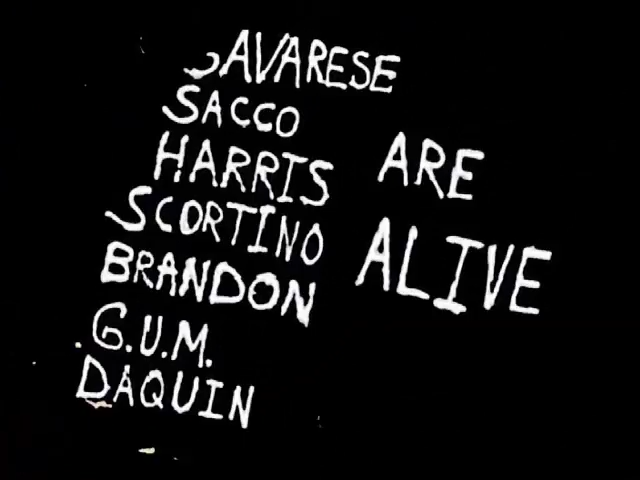 SAVARESE
SACCO
HARRIS
SCORTINO
BRANDON
G.U.M.
DAQUIN
ARE
ALIVE